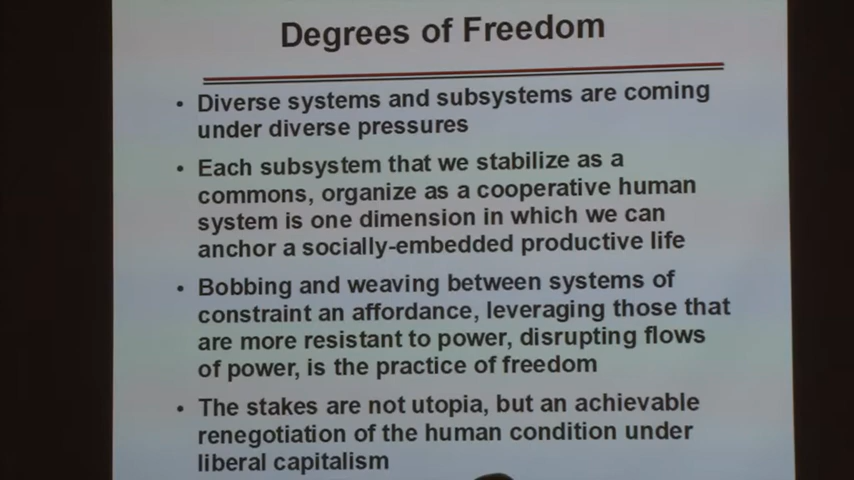 Degrees of Freedom
• Diverse systems and subsystems are coming
under diverse pressures
• Each subsystem that we stabilize as a
commons, organize as a cooperative human
system is one dimension in which we can
anchor a socially-embedded productive life
• Bobbing and weaving between systems of
constraint an affordance, leveraging those that
are more resistant to power, disrupting flows
of power, is the practice of freedom
• The stakes are not utopia, but an achievable
renegotiation of the human condition under
liberal capitalism